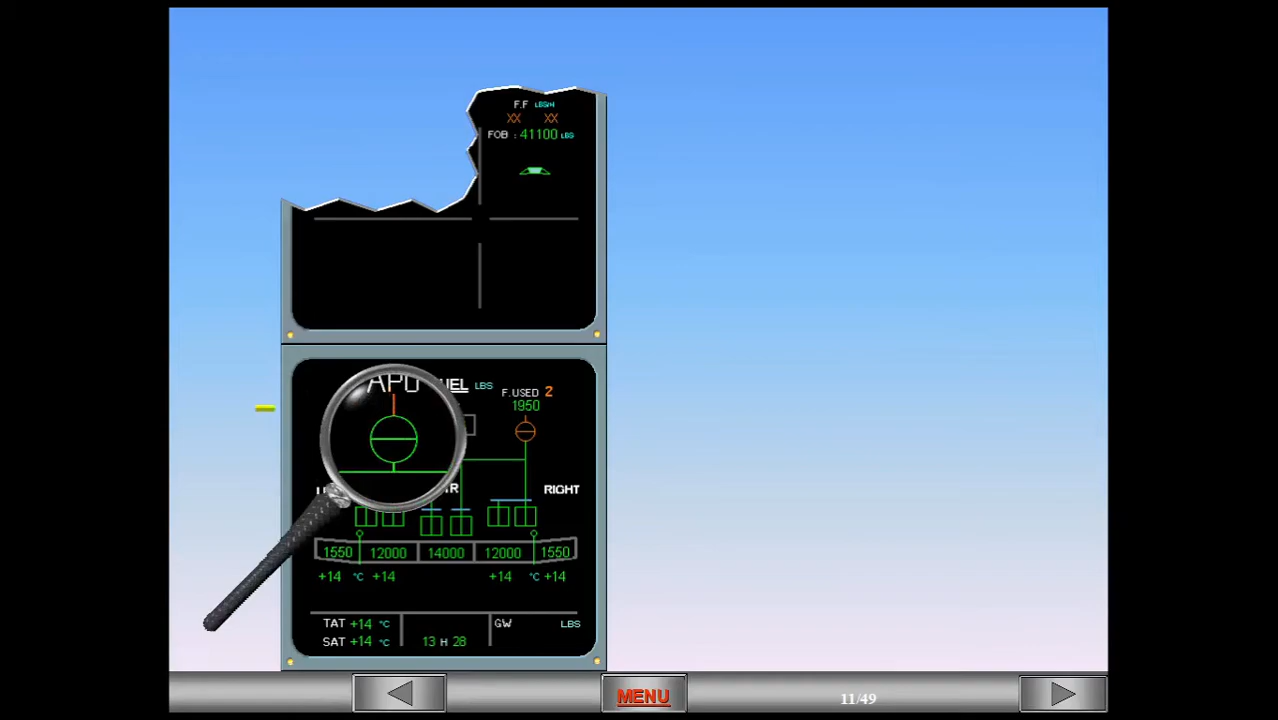 F.F LBS/H
XX XX
FOB : 41100 LBS
APU
UEL LBS
F.USED 2
1950
R RIGHT
1550 12000 14000 12000 1550
+14 °C +14 +14 °C +14
TAT +14 °C GW LBS
SAT +14 °C 13 H 28
MENU
11/49